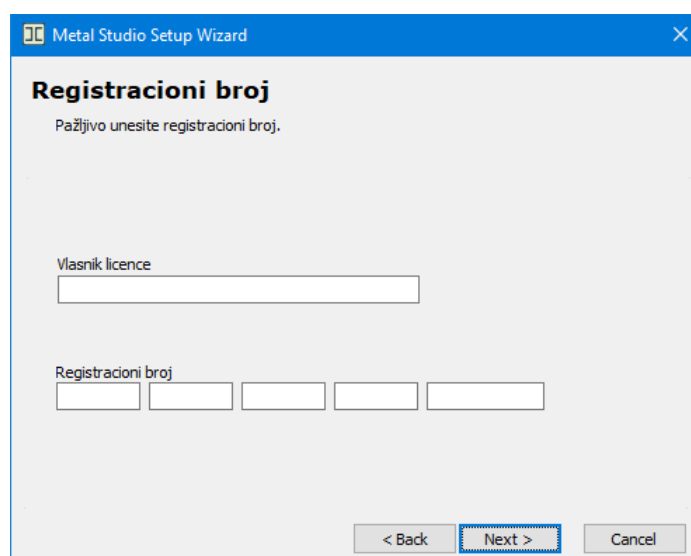 Metal Studio Setup Wizard
Registracioni broj
Pažljivo unesite registracioni broj.
Vlasnik licence
Registracioni broj
< Back Next > Cancel